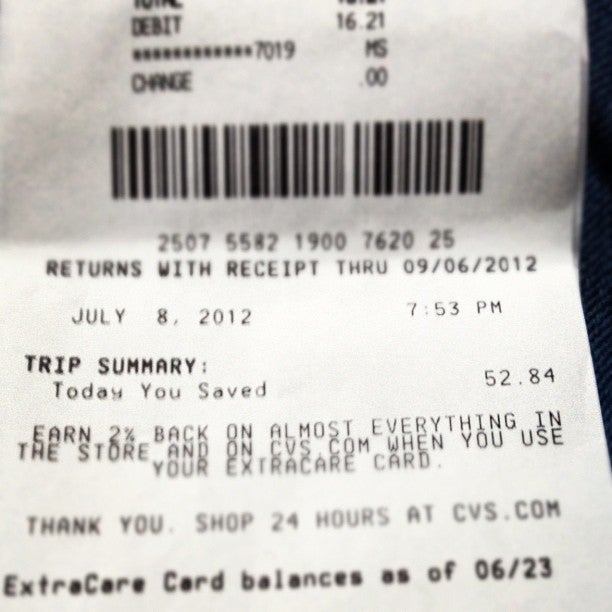 TOTAL 16.21
DEBIT 16.21
************7019 MS
CHANGE .00
2507 5582 1900 7620 25
RETURNS WITH RECEIPT THRU 09/06/2012
JULY 8, 2012 7:53 PM
TRIP SUMMARY:
Today You Saved 52.84
EARN 2% BACK ON ALMOST EVERYTHING IN
THE STORE AND ON CVS.COM WHEN YOU USE
YOUR EXTRACARE CARD.
THANK YOU. SHOP 24 HOURS AT CVS.COM
ExtraCare Card balances as of 06/23